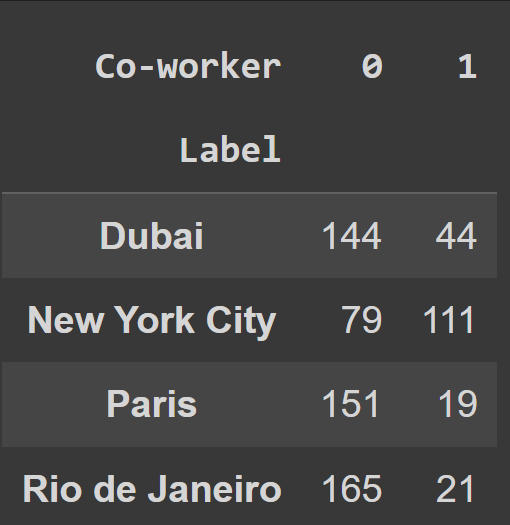 Co-worker 0 1
Label
Dubai 144 44
New York City 79 111
Paris 151 19
Rio de Janeiro 165 21